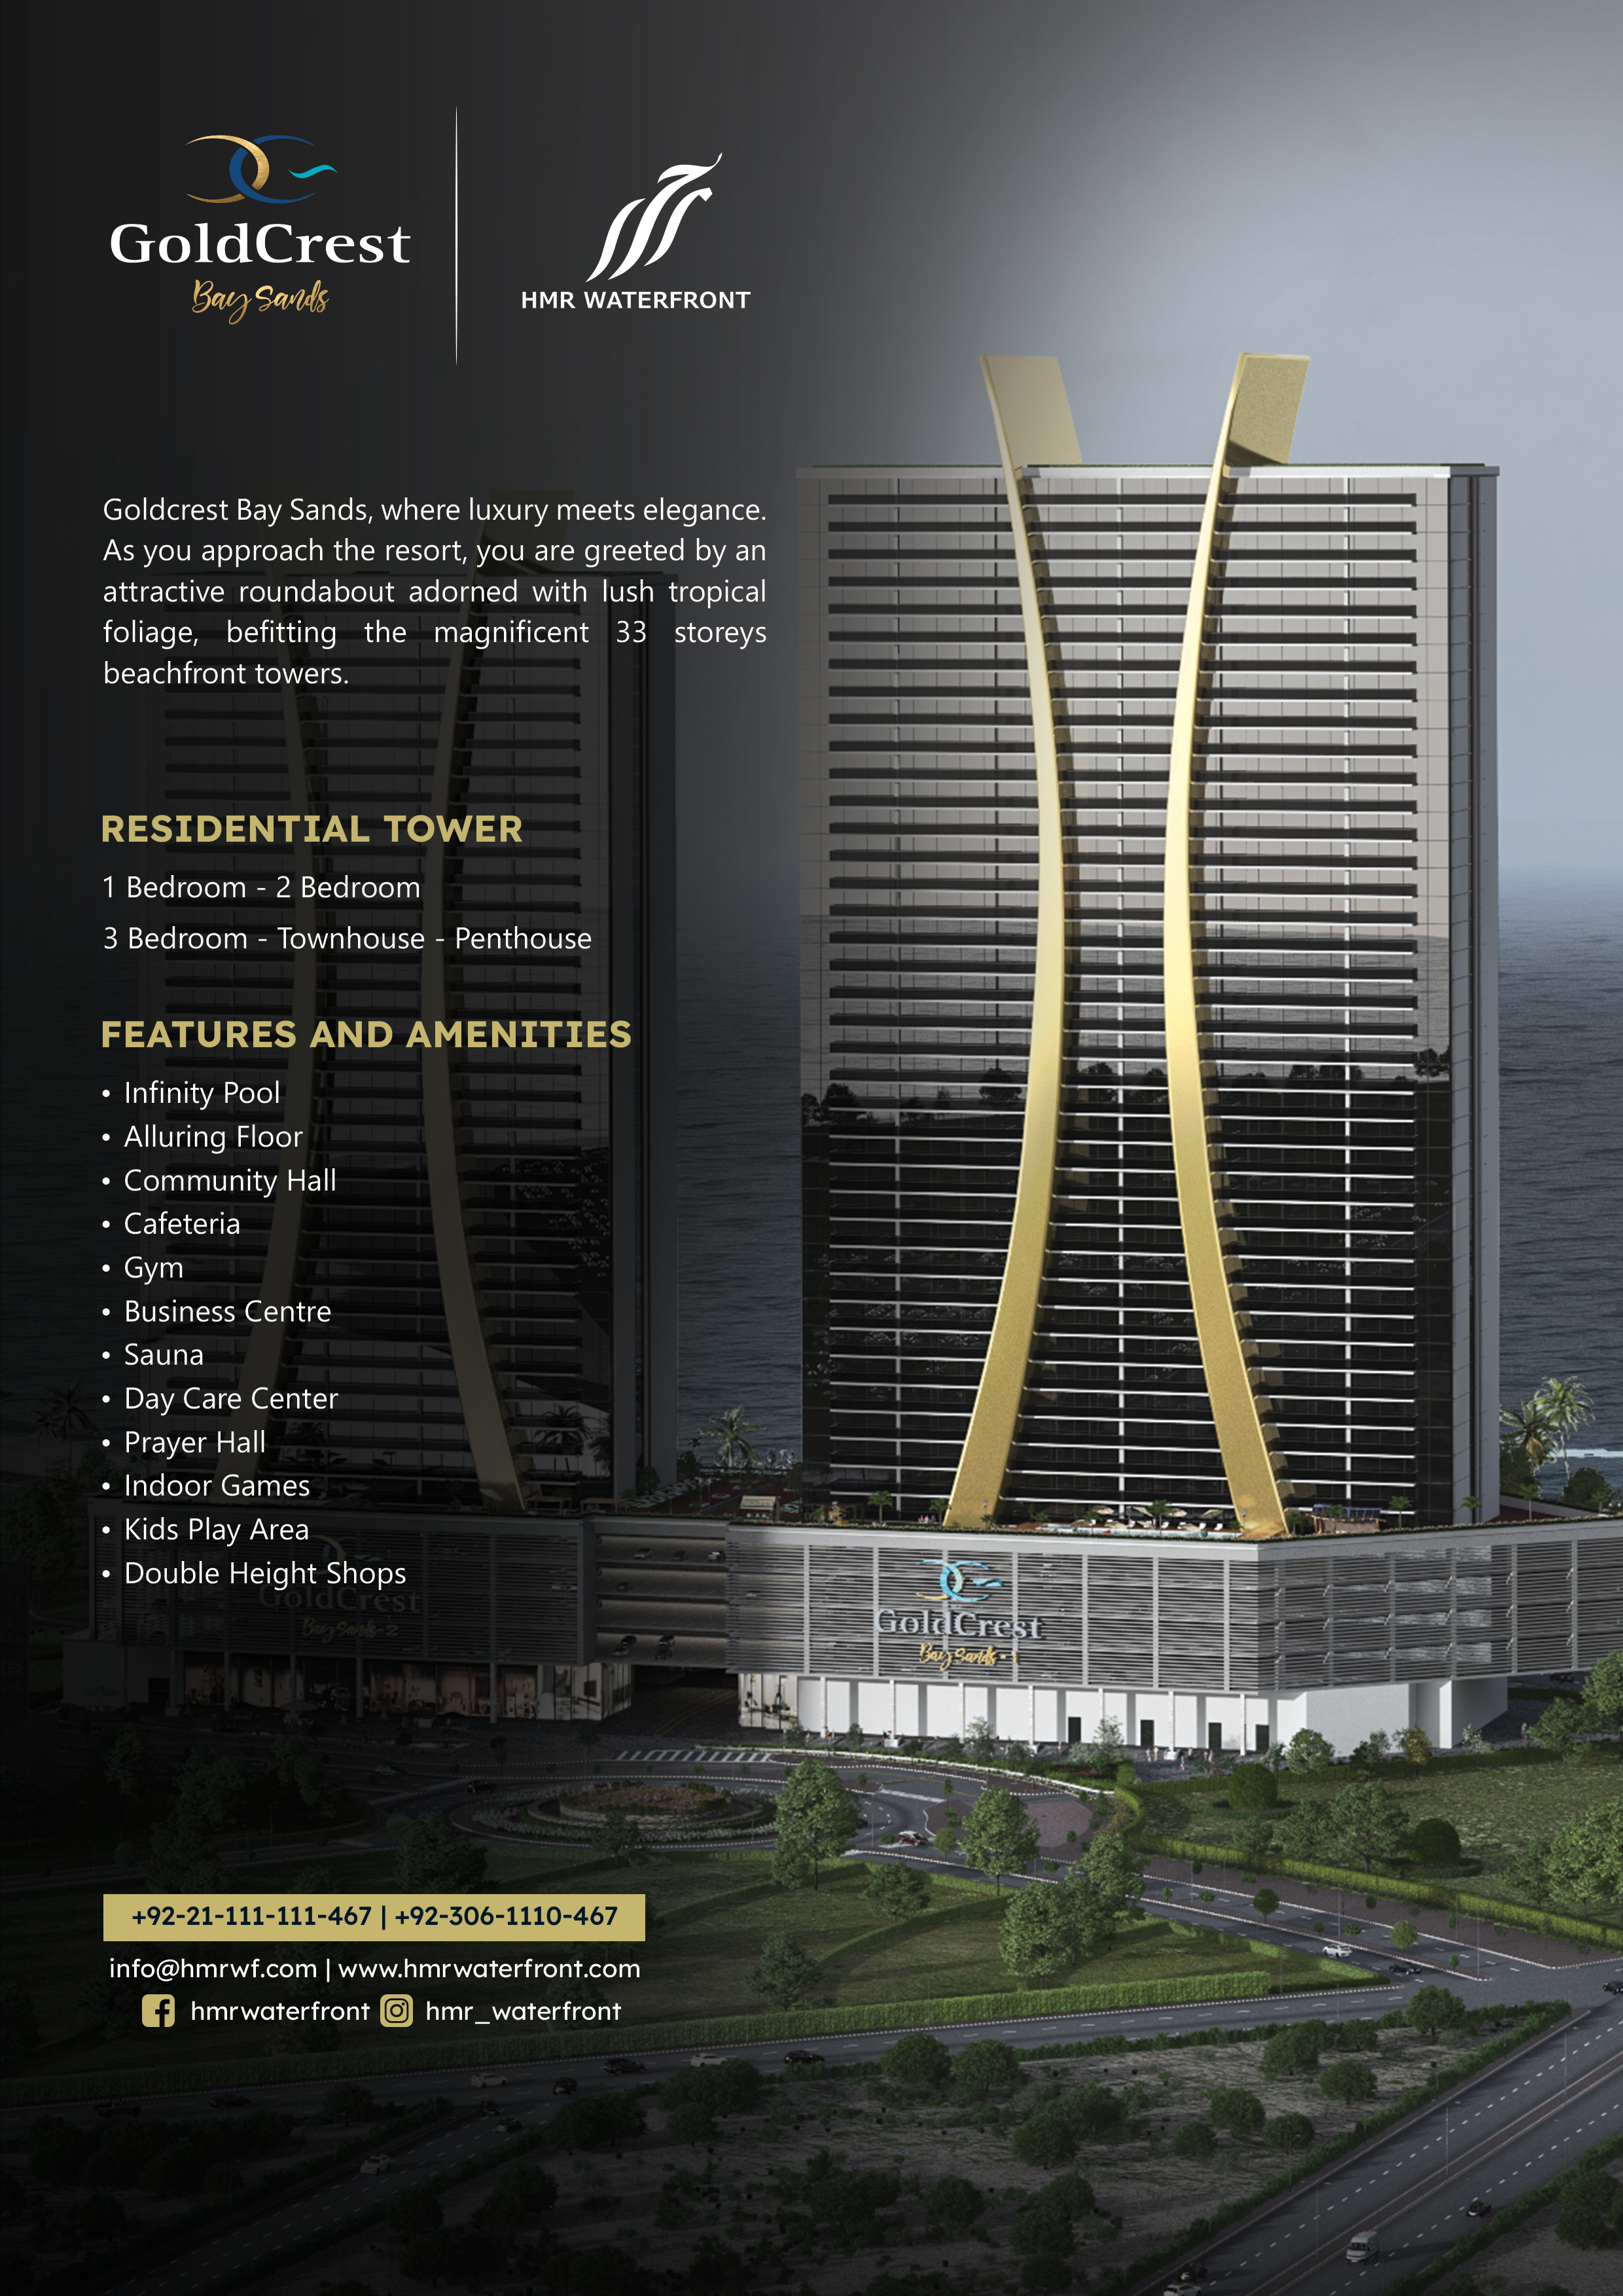 GoldCrest
Bay Sands
HMR WATERFRONT
Goldcrest Bay Sands, where luxury meets elegance.
As you approach the resort, you are greeted by an
attractive roundabout adorned with lush tropical
foliage, befitting the magnificent 33 storeys
beachfront towers.
RESIDENTIAL TOWER
1 Bedroom - 2 Bedroom
3 Bedroom - Townhouse - Penthouse
FEATURES AND AMENITIES
• Infinity Pool
• Alluring Floor
• Community Hall
• Cafeteria
• Gym
• Business Centre
• Sauna
• Day Care Center
• Prayer Hall
• Indoor Games
• Kids Play Area
• Double Height Shops
GoldCrest
Bay Sands-2
GoldCrest
Bay Sands-1
+92-21-111-111-467 | +92-306-1110-467
info@hmrwf.com | www.hmrwaterfront.com
hmrwaterfront hmr_waterfront